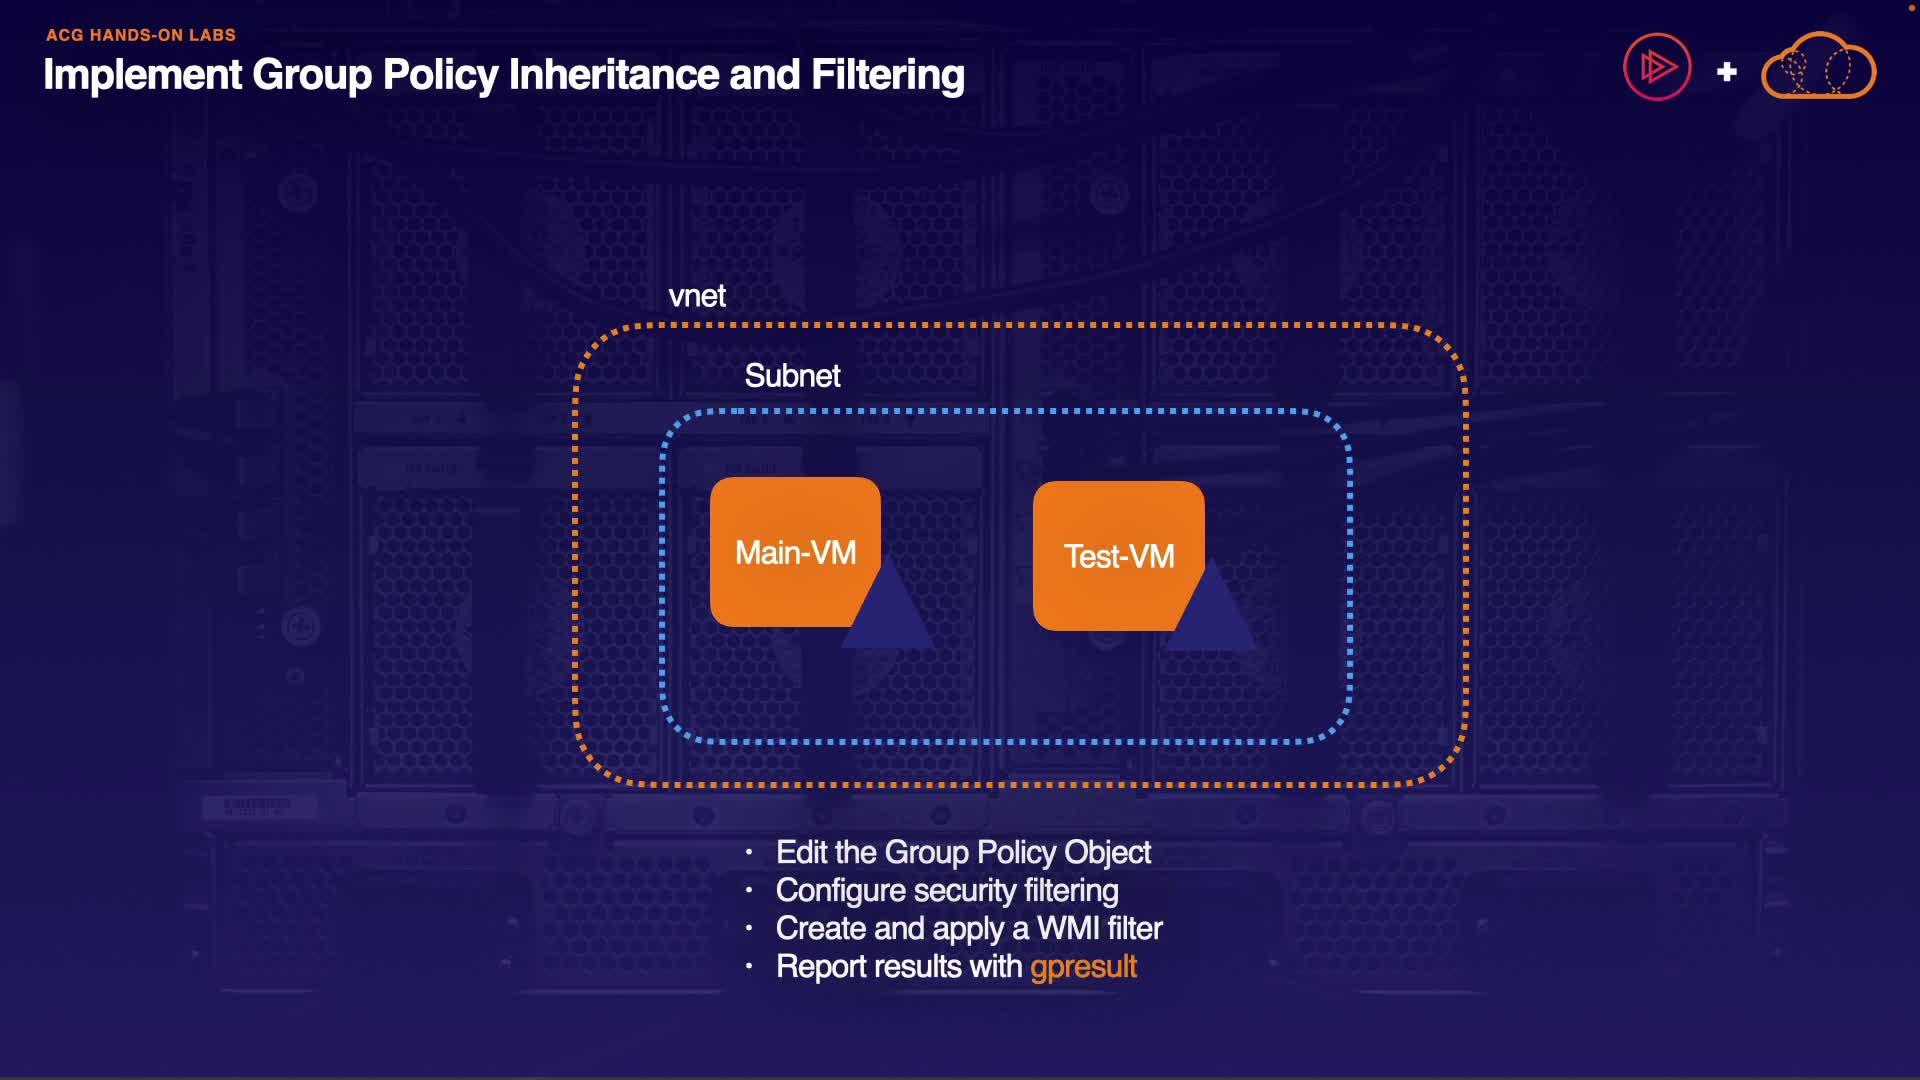 ACG HANDS-ON LABS
Implement Group Policy Inheritance and Filtering
vnet
Subnet
Main-VM
Test-VM
• Edit the Group Policy Object
• Configure security filtering
• Create and apply a WMI filter
• Report results with gpresult